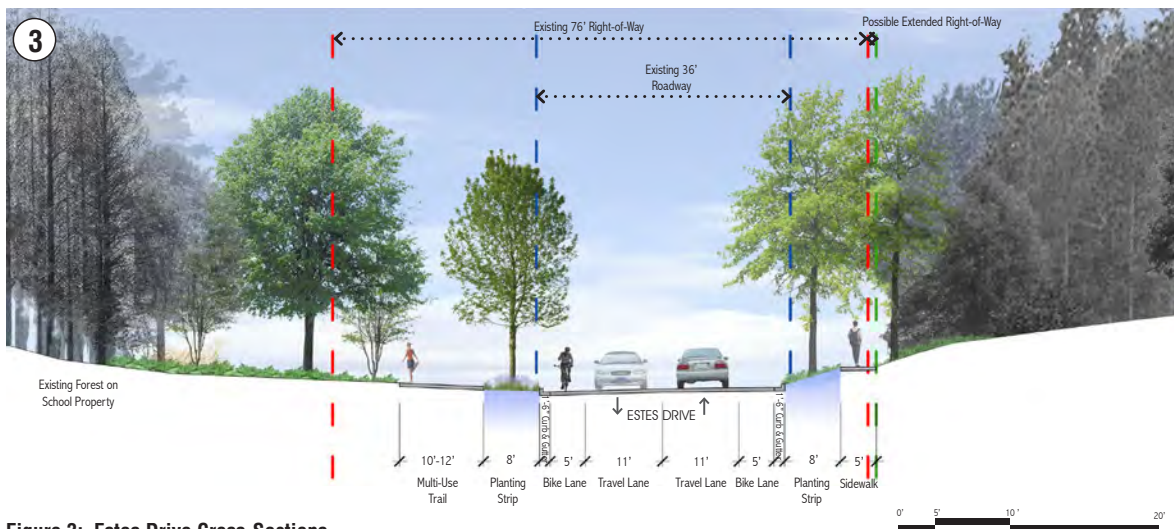 3
Existing 76' Right-of-Way
Possible Extended Right-of-Way
Existing 36'
Roadway
Existing Forest on
School Property
↓ ESTES DRIVE ↑
1'-6" Curb & Gutter
1'-6" Curb & Gutter
10'-12' 8' 5' 11' 11' 5' 8' 5'
Multi-Use Planting Bike Lane Travel Lane Travel Lane Bike Lane Planting Sidewalk
Trail Strip Strip
0' 5' 10' 20'
Figure 3: Estes Drive Cross-Sections